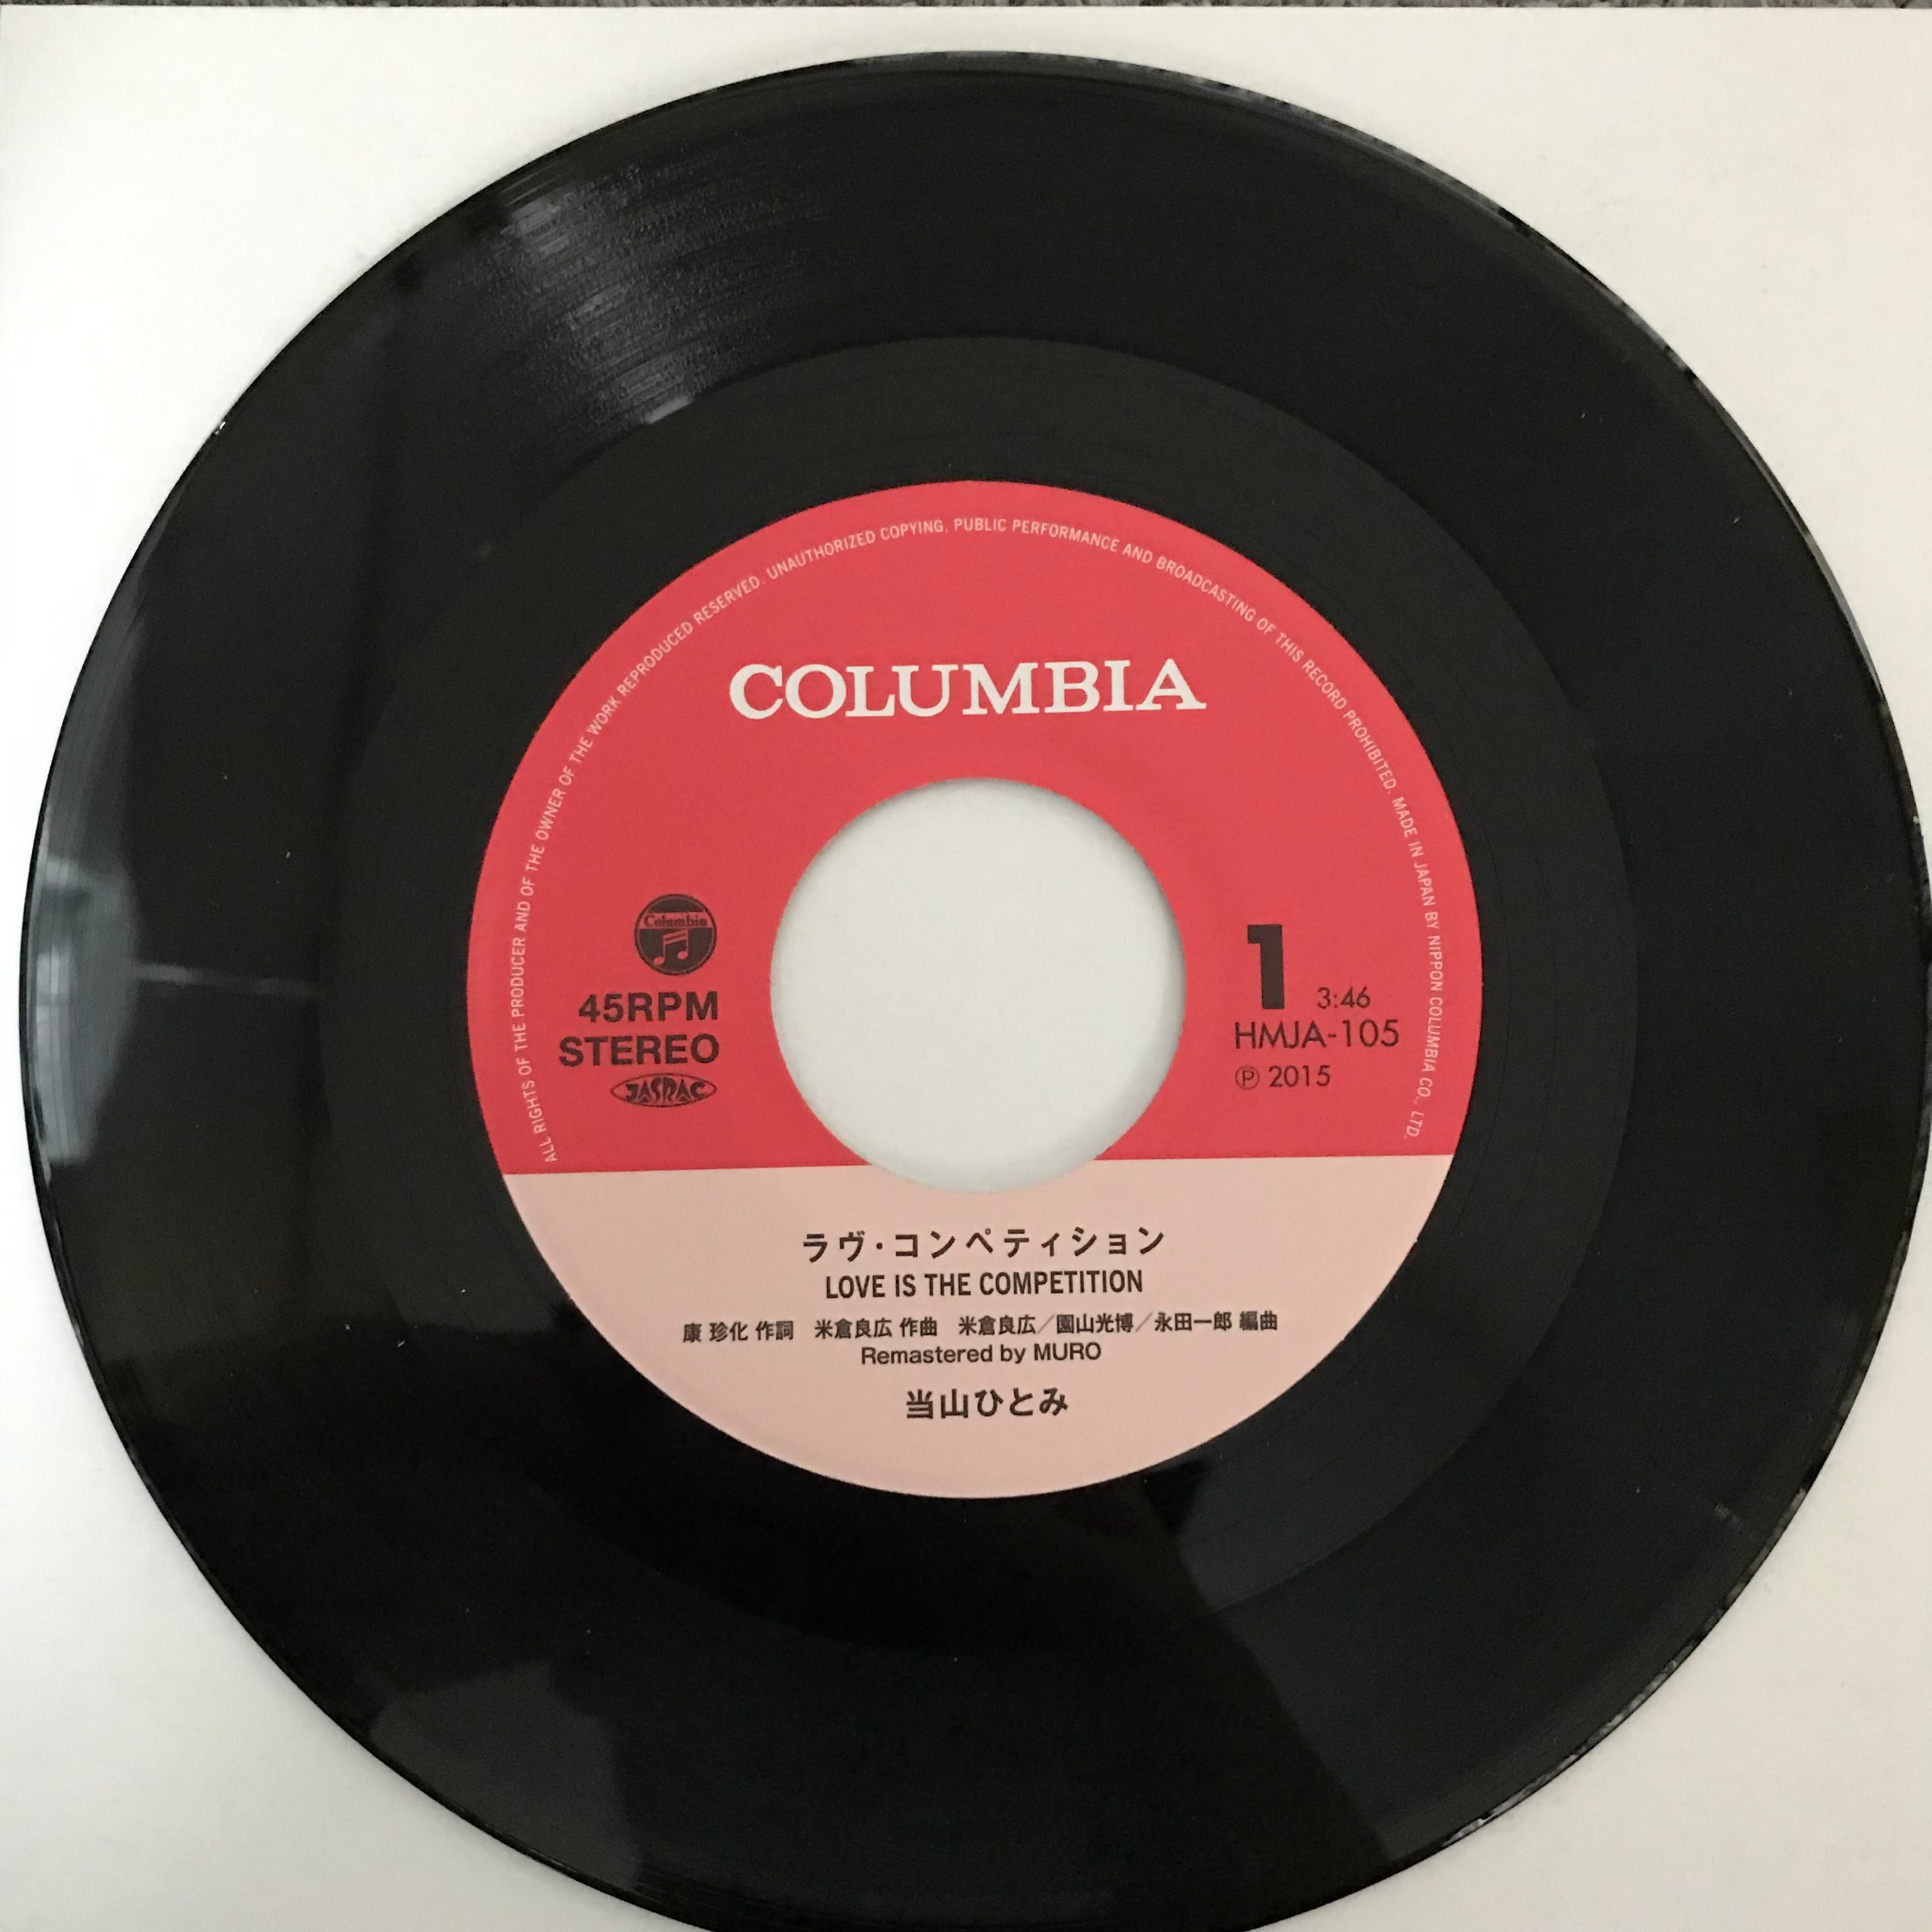 ALL RIGHTS OF THE PRODUCER AND OF THE OWNER OF THE WORK REPRODUCED RESERVED. UNAUTHORIZED COPYING, PUBLIC PERFORMANCE AND BROADCASTING OF THIS RECORD PROHIBITED. MADE IN JAPAN BY NIPPON COLUMBIA CO., LTD.
COLUMBIA
Columbia
45RPM
STEREO
JASRAC
1 3:46
HMJA-105
Ⓟ 2015
ラヴ・コンペティション
LOVE IS THE COMPETITION
康 珍化 作詞 米倉良広 作曲 米倉良広／園山光博／永田一郎 編曲
Remastered by MURO
当山ひとみ